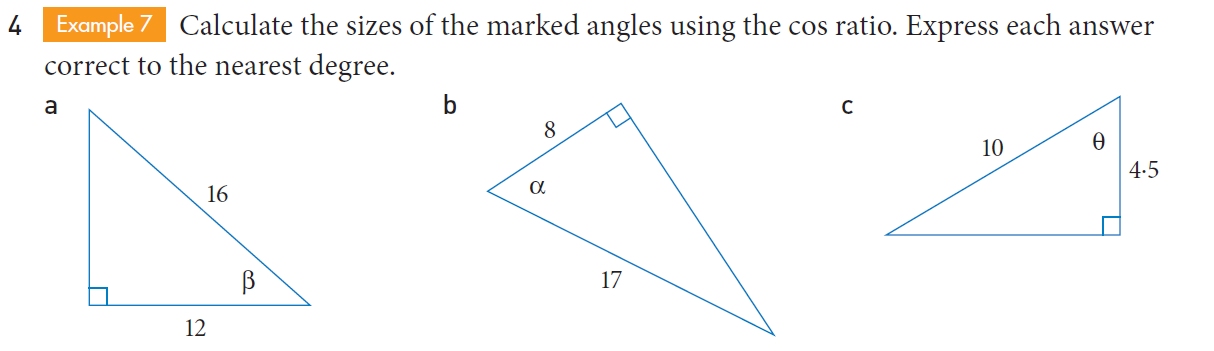 4 Example 7 Calculate the sizes of the marked angles using the cos ratio. Express each answer
correct to the nearest degree.
a b c
8
10 θ
4·5
α
16
β
17
12